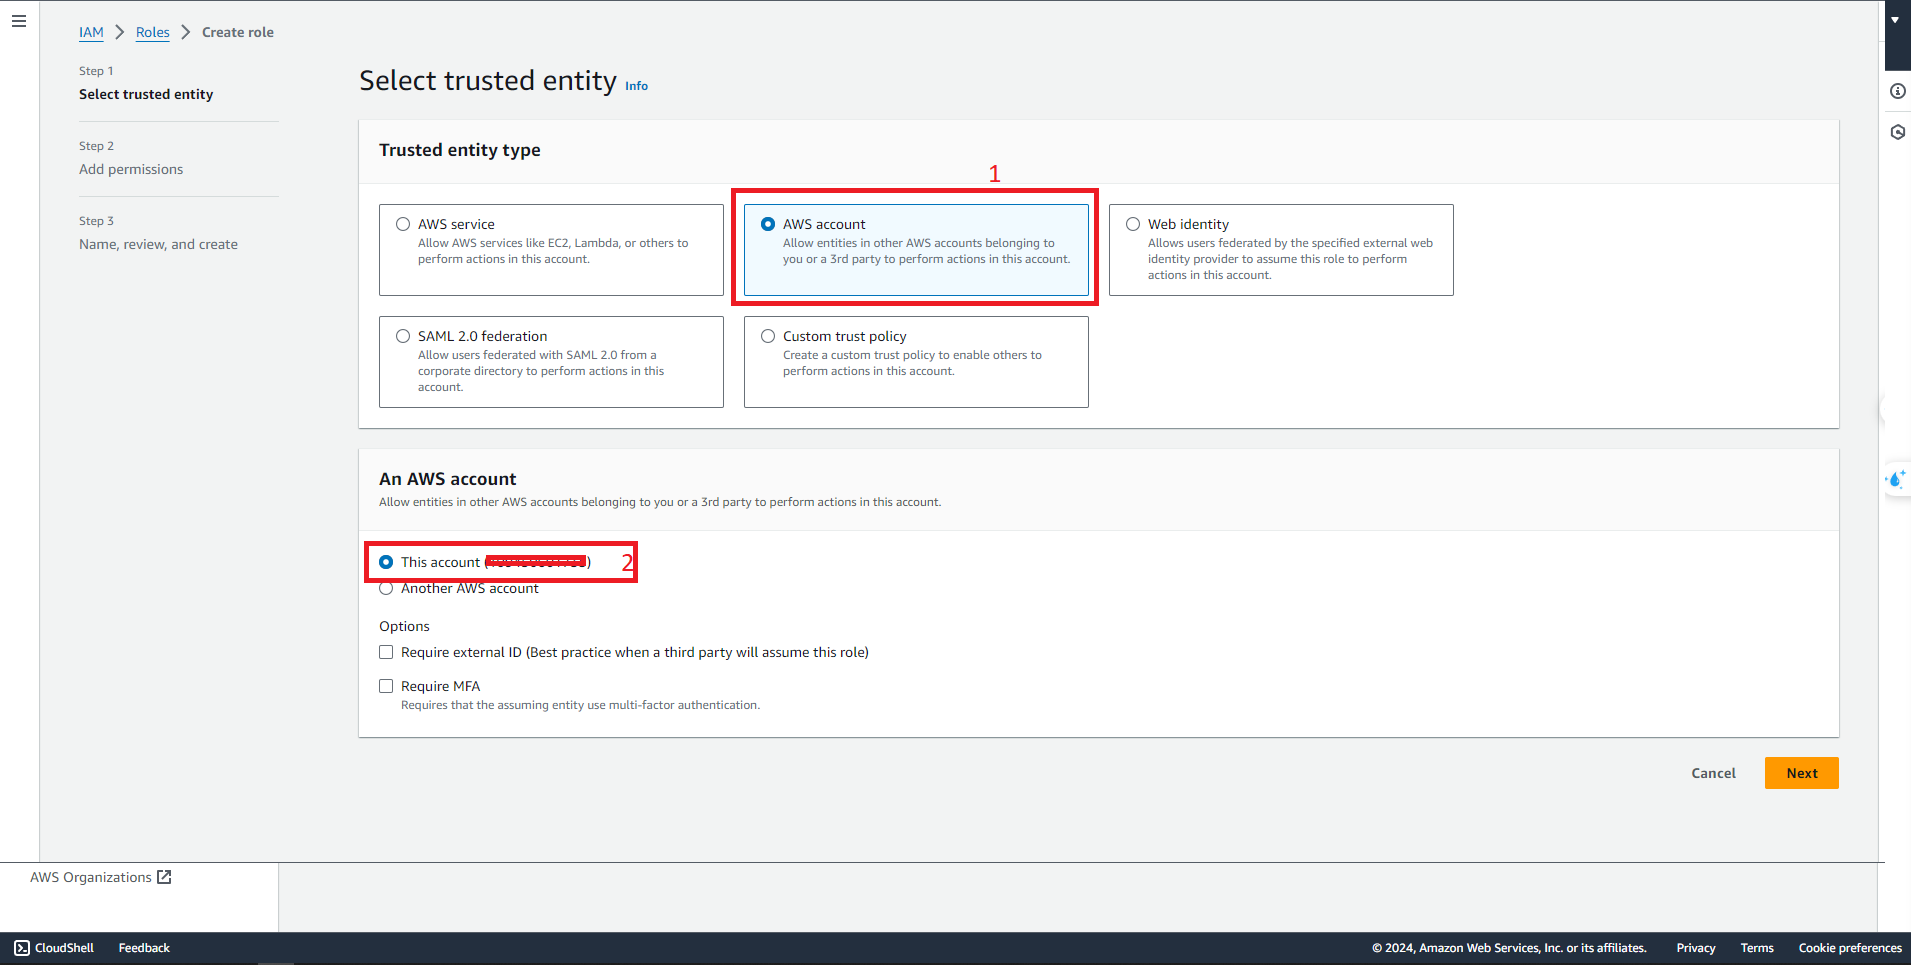 IAM > Roles > Create role
Step 1
Select trusted entity
Step 2
Add permissions
Step 3
Name, review, and create
Select trusted entity Info
Trusted entity type
1
AWS service
Allow AWS services like EC2, Lambda, or others to
perform actions in this account.
AWS account
Allow entities in other AWS accounts belonging to
you or a 3rd party to perform actions in this account.
Web identity
Allows users federated by the specified external web
identity provider to assume this role to perform
actions in this account.
SAML 2.0 federation
Allow users federated with SAML 2.0 from a
corporate directory to perform actions in this
account.
Custom trust policy
Create a custom trust policy to enable others to
perform actions in this account.
An AWS account
Allow entities in other AWS accounts belonging to you or a 3rd party to perform actions in this account.
This account ( ) 2
Another AWS account
Options
Require external ID (Best practice when a third party will assume this role)
Require MFA
Requires that the assuming entity use multi-factor authentication.
Cancel Next
AWS Organizations
CloudShell Feedback © 2024, Amazon Web Services, Inc. or its affiliates. Privacy Terms Cookie preferences